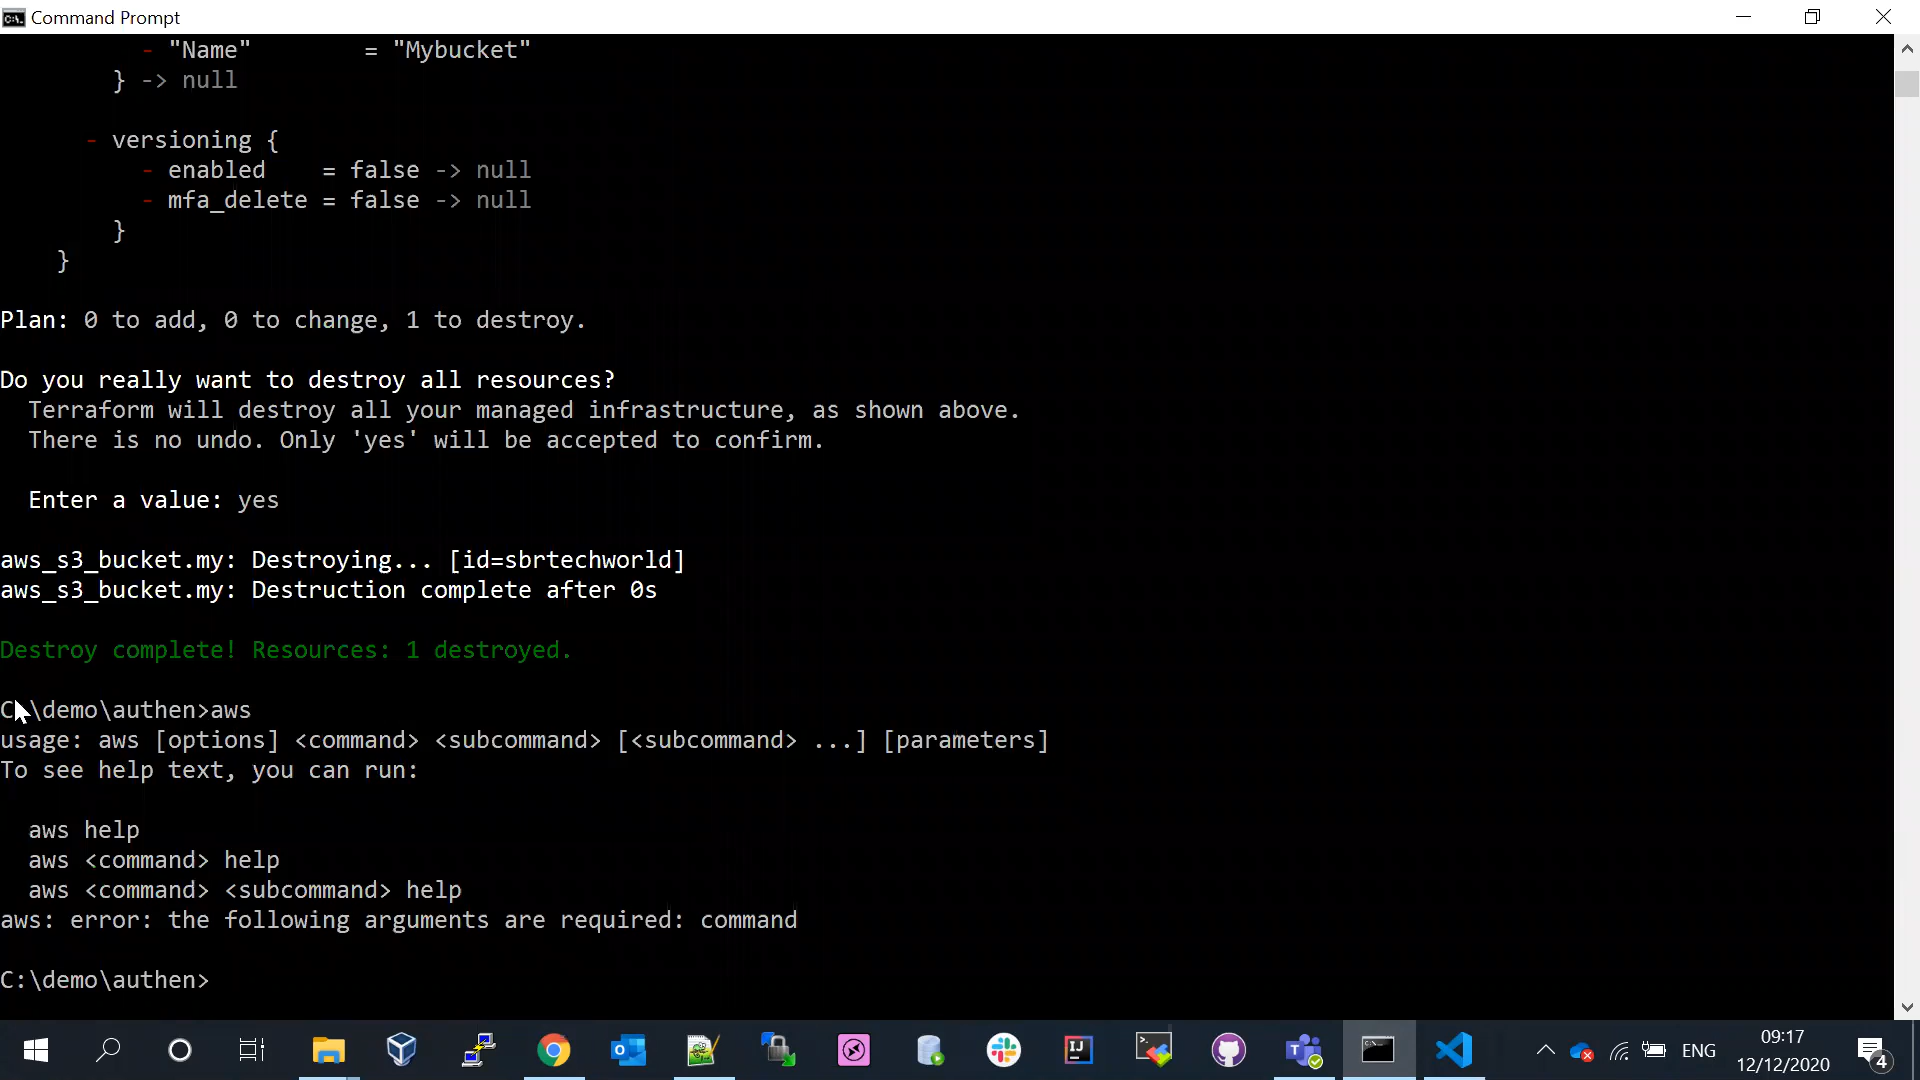 Command Prompt
- "Name" = "Mybucket"
} -> null
- versioning {
- enabled = false -> null
- mfa_delete = false -> null
}
}
Plan: 0 to add, 0 to change, 1 to destroy.
Do you really want to destroy all resources?
Terraform will destroy all your managed infrastructure, as shown above.
There is no undo. Only 'yes' will be accepted to confirm.
Enter a value: yes
aws_s3_bucket.my: Destroying... [id=sbrtechworld]
aws_s3_bucket.my: Destruction complete after 0s
Destroy complete! Resources: 1 destroyed.
C:\demo\authen>aws
usage: aws [options] <command> <subcommand> [<subcommand> ...] [parameters]
To see help text, you can run:
aws help
aws <command> help
aws <command> <subcommand> help
aws: error: the following arguments are required: command
C:\demo\authen>
ENG
09:17
12/12/2020
4